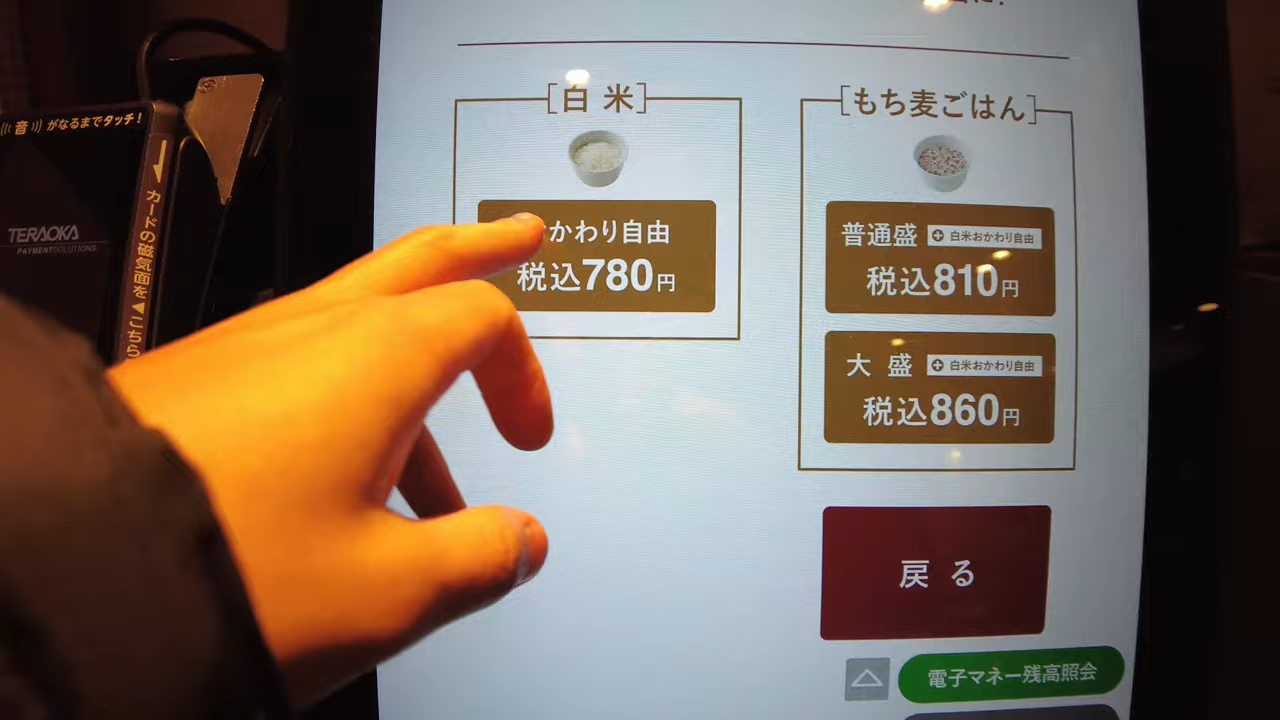 音 がなるまでタッチ!
カードの磁気面を◀こちら
TERAOKA
PAYMENTSOLUTIONS
[白 米]
かわり自由
税込780円
[もち麦ごはん]
普通盛 + 白米おかわり自由
税込810円
大 盛 + 白米おかわり自由
税込860円
戻 る
電子マネー残高照会